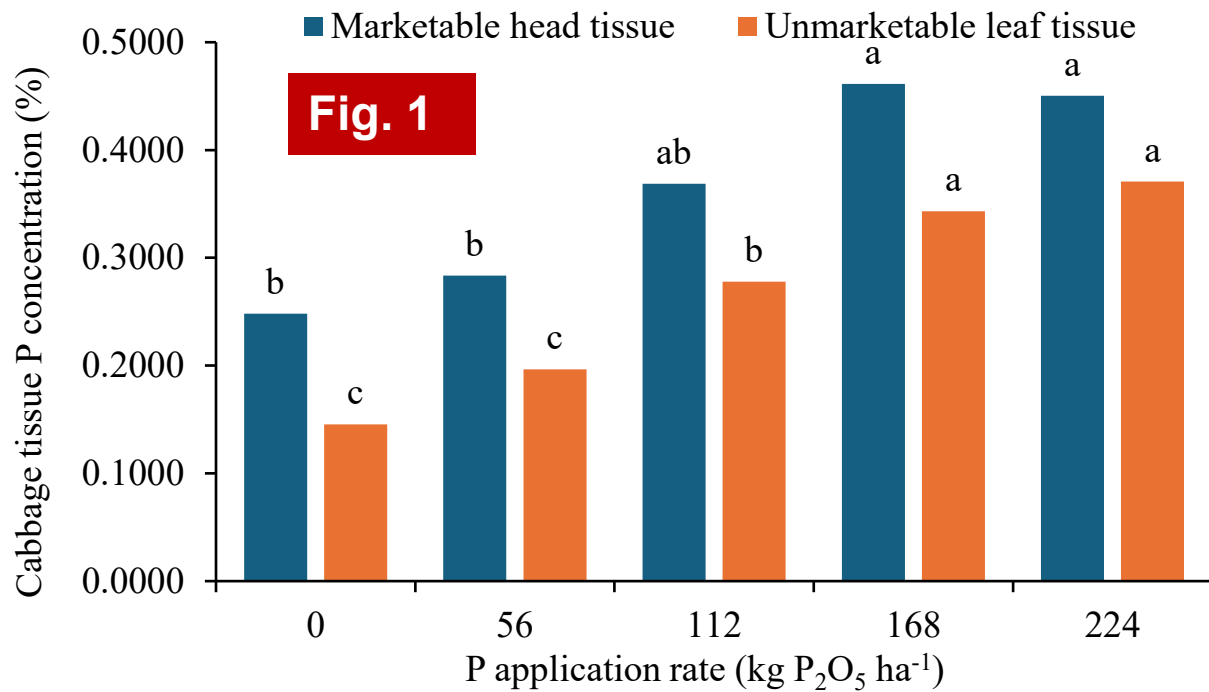 Marketable head tissue Unmarketable leaf tissue
Fig. 1
Cabbage tissue P concentration (%)
0.5000
0.4000
0.3000
0.2000
0.1000
0.0000
b
c
b
c
ab
b
a
a
a
a
0 56 112 168 224
P application rate (kg P₂O₅ ha⁻¹)